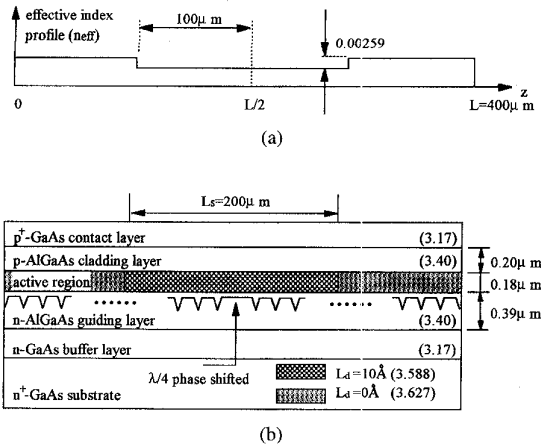 effective index
profile (neff)
100μ m
0.00259
z
0
L/2
L=400μ m
(a)
Ls=200μ m
p+-GaAs contact layer
(3.17)
p-AlGaAs cladding layer
(3.40)
0.20μ m
active region
0.18μ m
n-AlGaAs guiding layer
(3.40)
0.39μ m
n-GaAs buffer layer
(3.17)
λ/4 phase shifted
Ld=10Å (3.588)
n+-GaAs substrate
Ld=0Å (3.627)
(b)